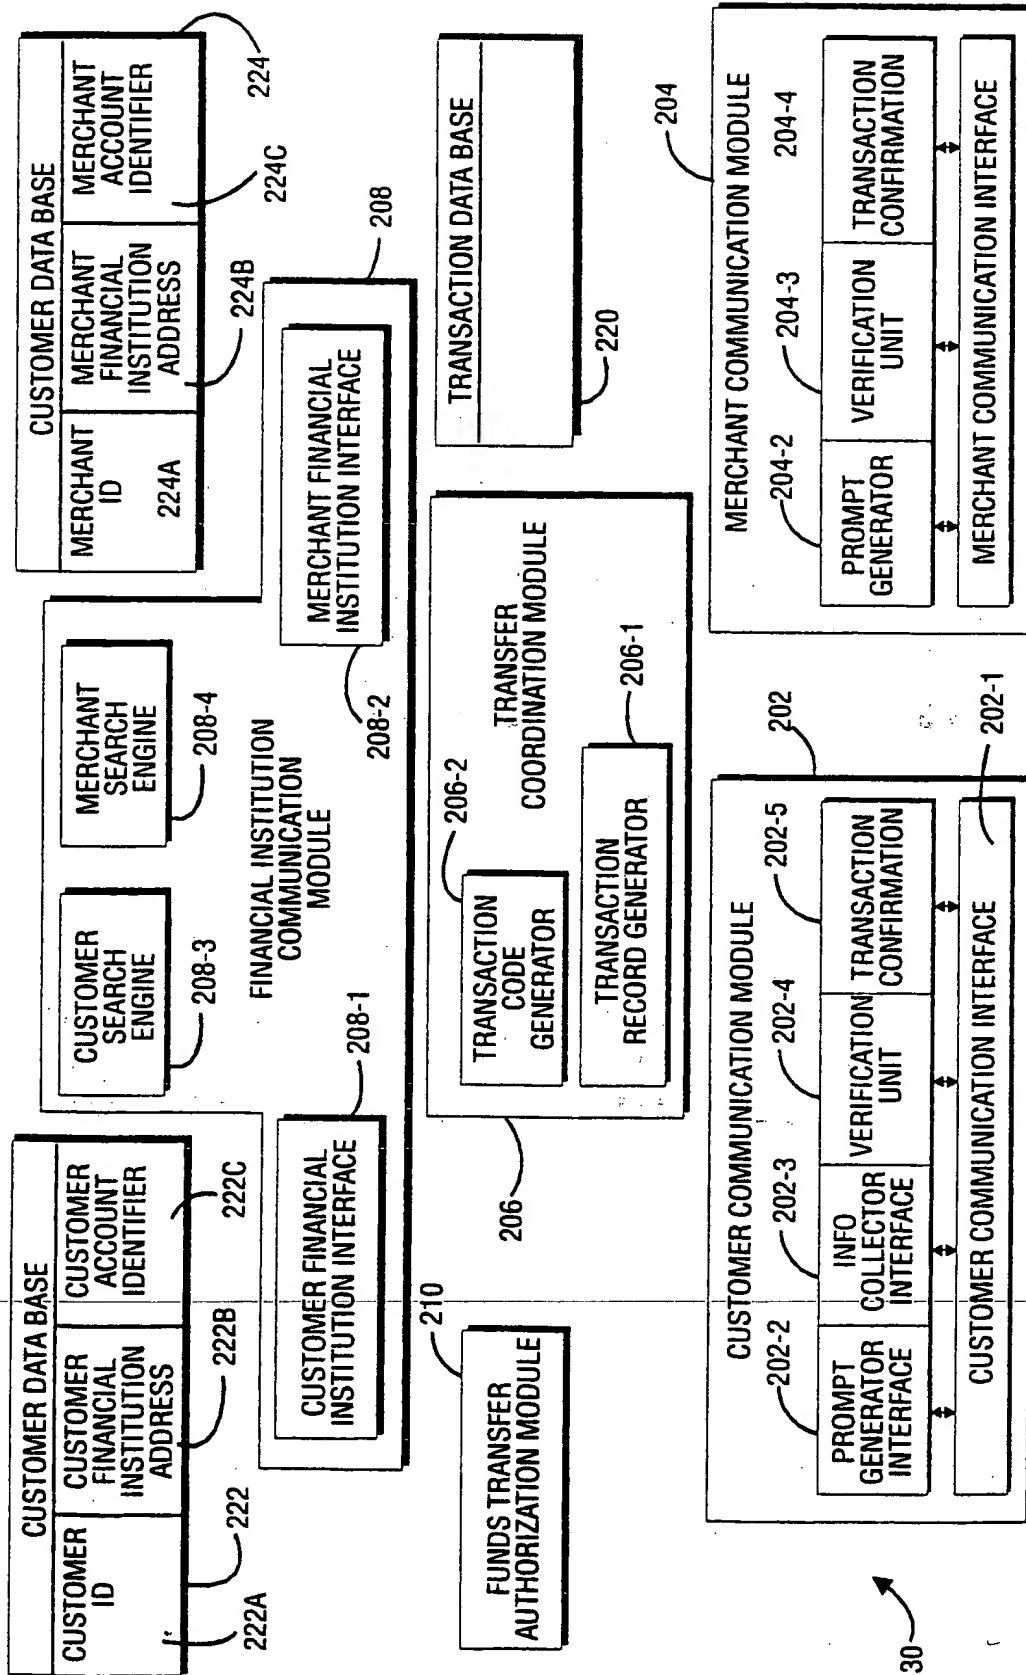 CUSTOMER DATA BASE
CUSTOMER
ID
222A
CUSTOMER
FINANCIAL
INSTITUTION
ADDRESS
222B
CUSTOMER
ACCOUNT
IDENTIFIER
222C
222
CUSTOMER
SEARCH
ENGINE
208-3
MERCHANT
SEARCH
ENGINE
208-4
FINANCIAL INSTITUTION
COMMUNICATION
MODULE
CUSTOMER FINANCIAL
INSTITUTION INTERFACE
208-1
MERCHANT FINANCIAL
INSTITUTION INTERFACE
208-2
208
CUSTOMER DATA BASE
MERCHANT
ID
224A
MERCHANT
FINANCIAL
INSTITUTION
ADDRESS
224B
MERCHANT
ACCOUNT
IDENTIFIER
224C
224
FUNDS TRANSFER
AUTHORIZATION MODULE
210
TRANSACTION
CODE
GENERATOR
206-2
TRANSFER
COORDINATION MODULE
TRANSACTION
RECORD GENERATOR
206-1
206
TRANSACTION DATA BASE
220
CUSTOMER COMMUNICATION MODULE
202
202-2
202-3
202-4
202-5
PROMPT
GENERATOR
INTERFACE
INFO
COLLECTOR
INTERFACE
VERIFICATION
UNIT
TRANSACTION
CONFIRMATION
CUSTOMER COMMUNICATION INTERFACE
202-1
MERCHANT COMMUNICATION MODULE
204
204-2
204-3
204-4
PROMPT
GENERATOR
VERIFICATION
UNIT
TRANSACTION
CONFIRMATION
MERCHANT COMMUNICATION INTERFACE
30